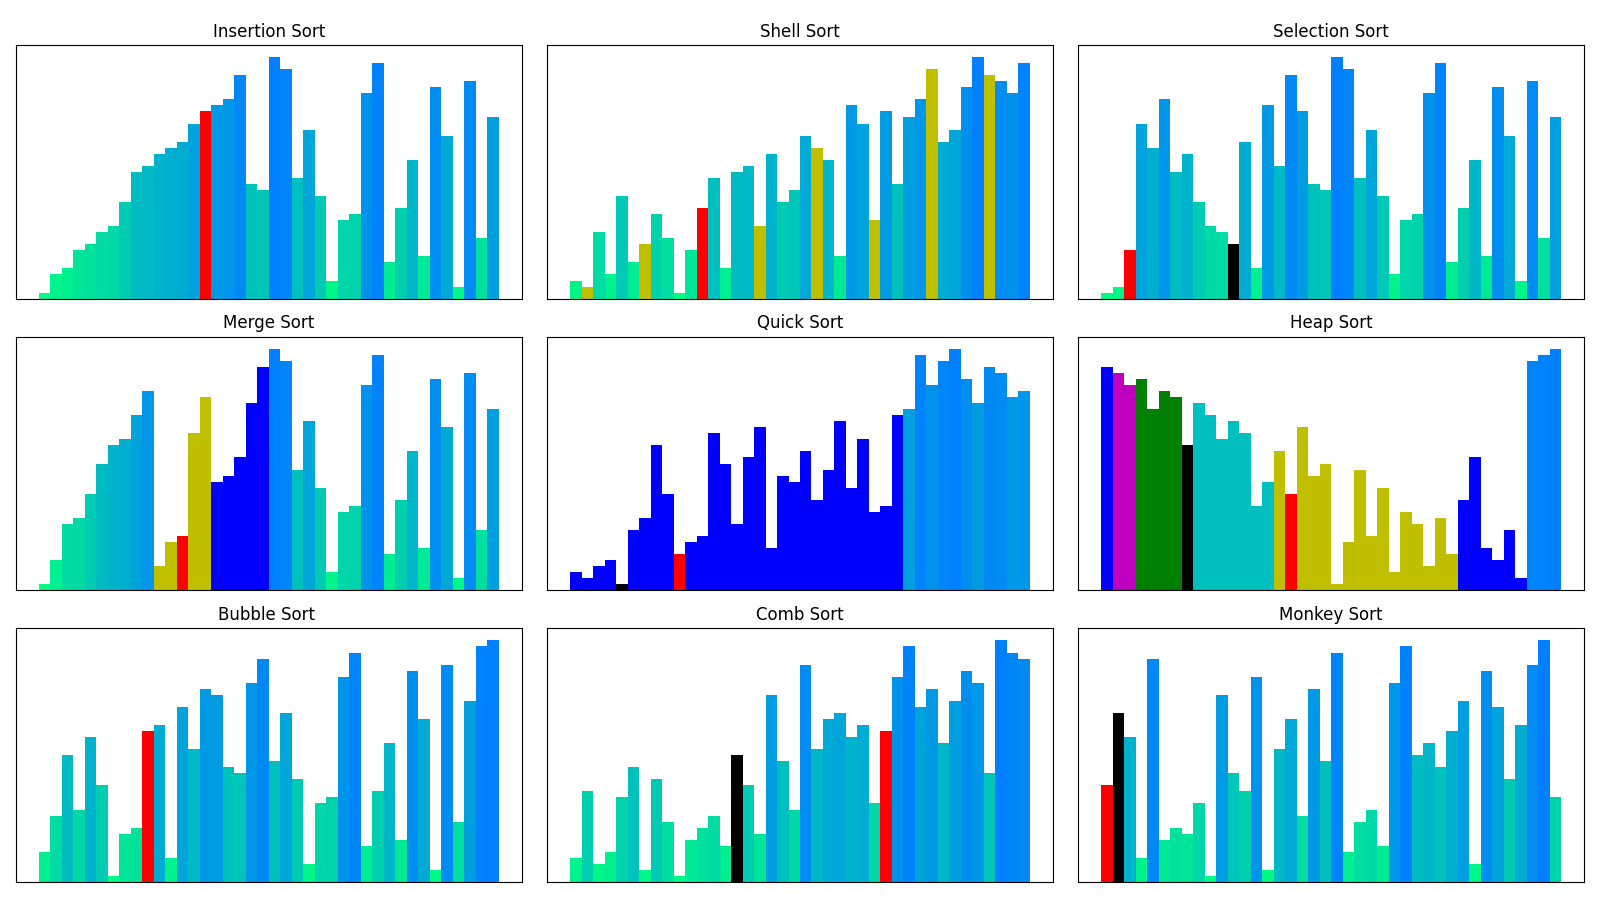 Insertion Sort
Shell Sort
Selection Sort
Merge Sort
Quick Sort
Heap Sort
Bubble Sort
Comb Sort
Monkey Sort